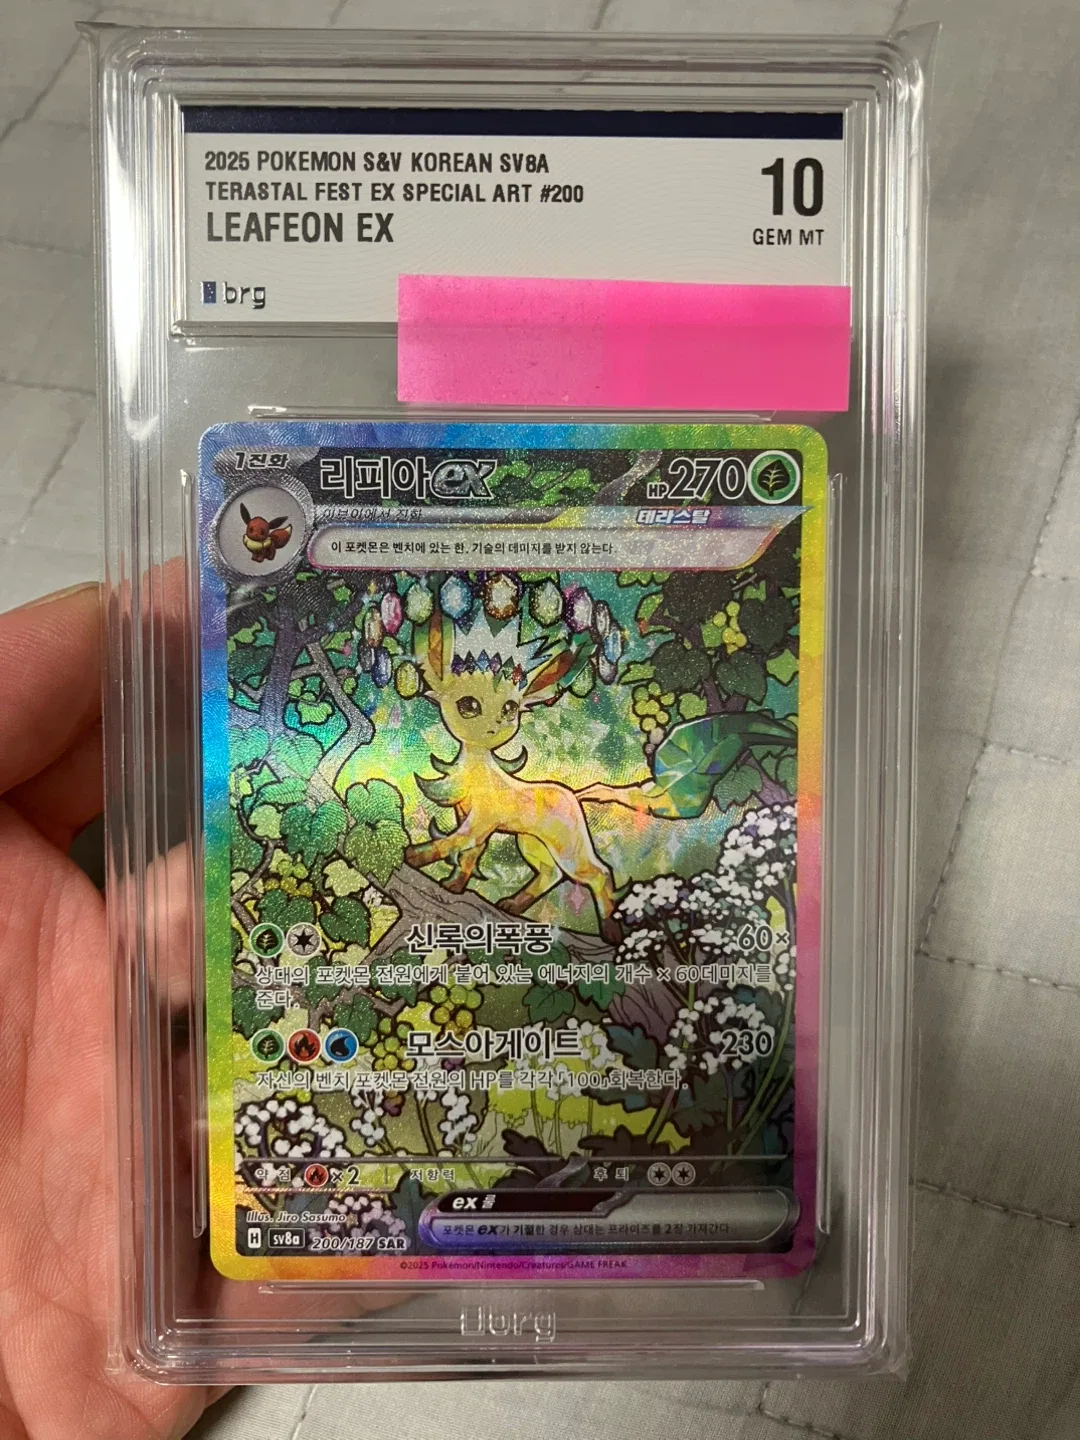 2025 POKEMON S&V KOREAN SV8A
TERASTAL FEST EX SPECIAL ART #200
LEAFEON EX
10
GEM MT
brg
1진화
리피아ex
HP270
이브이에서 진화
테라스탈
이 포켓몬은 벤치에 있는 한, 기술의 데미지를 받지 않는다.
신록의폭풍 60×
상대의 포켓몬 전원에게 붙어 있는 에너지의 개수 × 60데미지를
준다.
모스아게이트 230
자신의 벤치 포켓몬 전원의 HP를 각각 「100」회복한다.
약점 ×2 저항력 후퇴
ex 룰
포켓몬 ex가 기절한 경우 상대는 프라이즈를 2장 가져간다.
Illus. Jiro Sasumo
H sv8a 200/187 SAR
©2025 Pokémon/Nintendo/Creatures/GAME FREAK.
brg